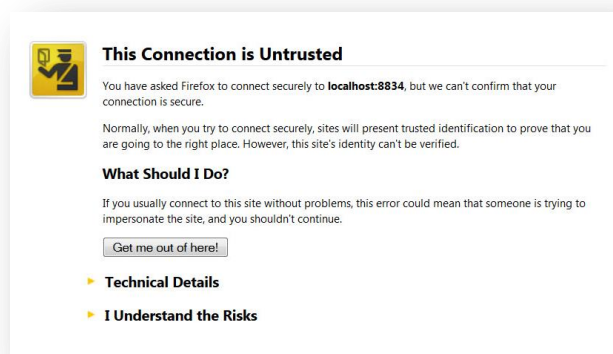 This Connection is Untrusted
You have asked Firefox to connect securely to localhost:8834, but we can't confirm that your
connection is secure.
Normally, when you try to connect securely, sites will present trusted identification to prove that you
are going to the right place. However, this site's identity can't be verified.
What Should I Do?
If you usually connect to this site without problems, this error could mean that someone is trying to
impersonate the site, and you shouldn't continue.
Get me out of here!
Technical Details
I Understand the Risks